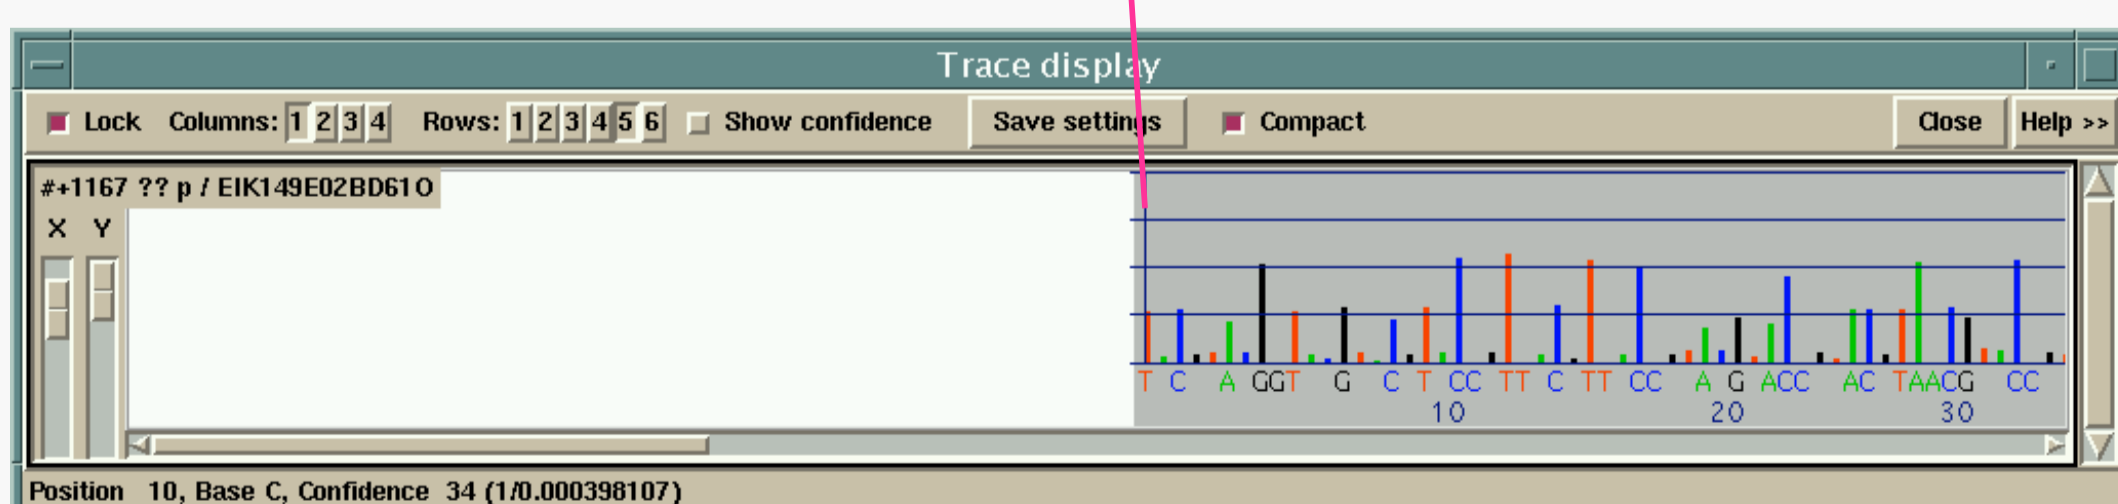 Trace display
Lock Columns: 1 2 3 4 Rows: 1 2 3 4 5 6 Show confidence Save settings Compact Close Help >>
#+1167 ?? p / EIK149E02BD61O
X Y
T C A GGT G C T CC TT C TT CC A G ACC AC TAACG CC
10 20 30
Position 10, Base C, Confidence 34 (1/0.000398107)